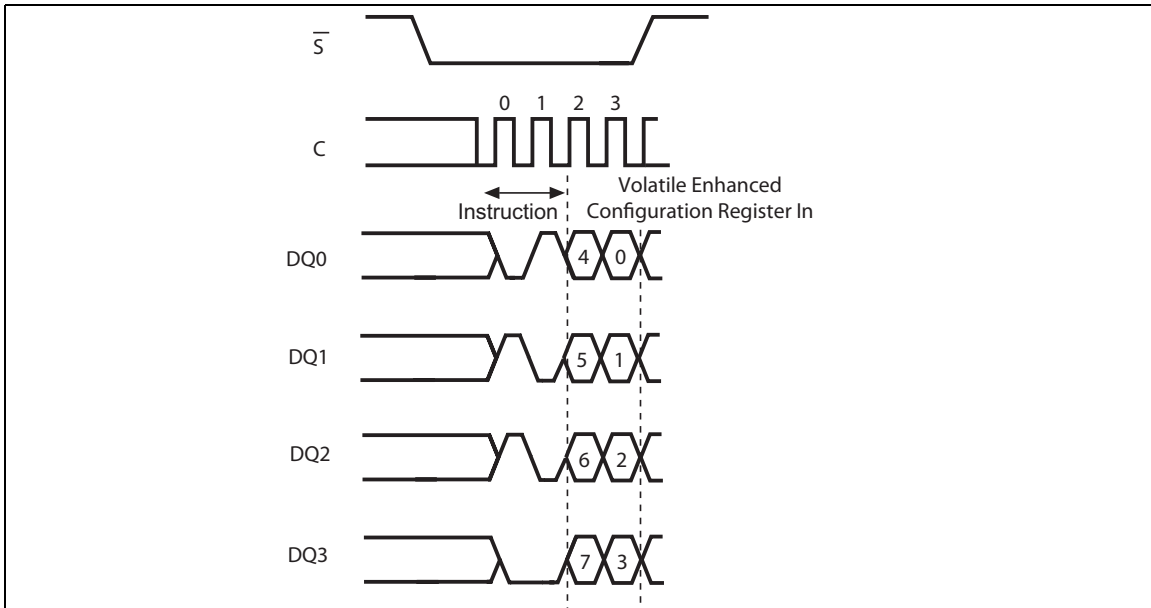 S̅
0 1 2 3
C
Volatile Enhanced
Instruction Configuration Register In
DQ0 4 0
DQ1 5 1
DQ2 6 2
DQ3 7 3